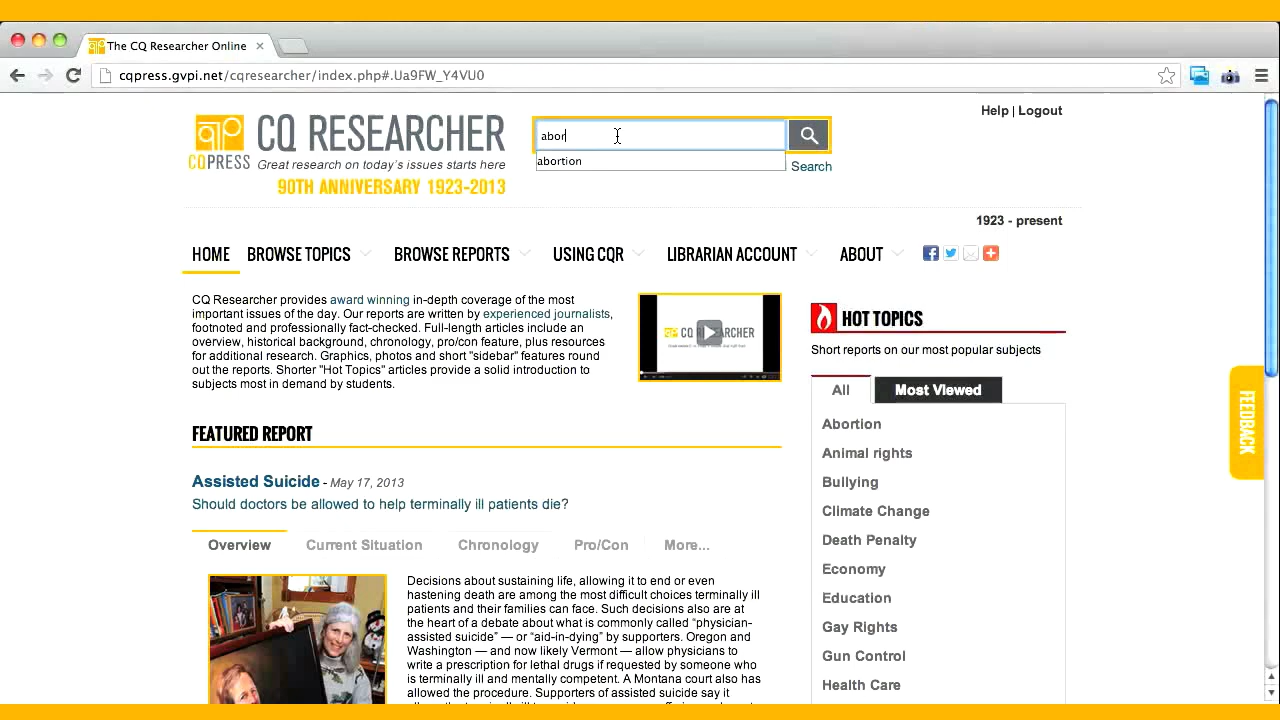 The CQ Researcher Online
cqpress.gvpi.net/cqresearcher/index.php#.Ua9FW_Y4VU0
Help | Logout
CQPRESS
CQ RESEARCHER
Great research on today's issues starts here
90TH ANNIVERSARY 1923-2013
abor
abortion
Search
1923 - present
HOME BROWSE TOPICS BROWSE REPORTS USING CQR LIBRARIAN ACCOUNT ABOUT
CQ Researcher provides award winning in-depth coverage of the most
important issues of the day. Our reports are written by experienced journalists,
footnoted and professionally fact-checked. Full-length articles include an
overview, historical background, chronology, pro/con feature, plus resources
for additional research. Graphics, photos and short "sidebar" features round
out the reports. Shorter "Hot Topics" articles provide a solid introduction to
subjects most in demand by students.
CQ RESEARCHER
FEATURED REPORT
Assisted Suicide - May 17, 2013
Should doctors be allowed to help terminally ill patients die?
Overview Current Situation Chronology Pro/Con More...
Decisions about sustaining life, allowing it to end or even
hastening death are among the most difficult choices terminally ill
patients and their families can face. Such decisions also are at
the heart of a debate about what is commonly called "physician-
assisted suicide" — or "aid-in-dying" by supporters. Oregon and
Washington — and now likely Vermont — allow physicians to
write a prescription for lethal drugs if requested by someone who
is terminally ill and mentally competent. A Montana court also has
allowed the procedure. Supporters of assisted suicide say it
HOT TOPICS
Short reports on our most popular subjects
All Most Viewed
Abortion
Animal rights
Bullying
Climate Change
Death Penalty
Economy
Education
Gay Rights
Gun Control
Health Care
FEEDBACK